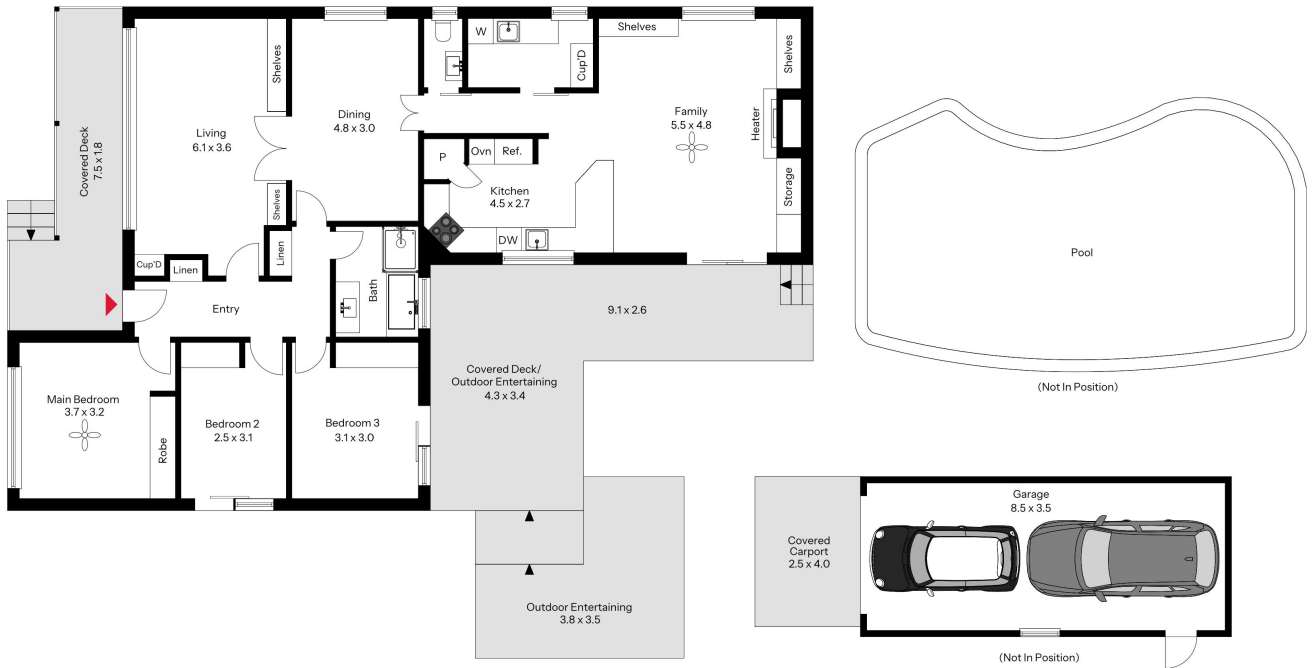 Covered Deck
7.5 x 1.8
Living
6.1 x 3.6
Shelves
Shelves
Dining
4.8 x 3.0
W
Cup'D
Shelves
Shelves
Family
5.5 x 4.8
Heater
Storage
P
Ovn
Ref.
Kitchen
4.5 x 2.7
DW
Cup'D
Linen
Linen
Bath
Entry
Main Bedroom
3.7 x 3.2
Robe
Bedroom 2
2.5 x 3.1
Bedroom 3
3.1 x 3.0
9.1 x 2.6
Covered Deck/
Outdoor Entertaining
4.3 x 3.4
Outdoor Entertaining
3.8 x 3.5
Pool
(Not In Position)
Covered
Carport
2.5 x 4.0
Garage
8.5 x 3.5
(Not In Position)